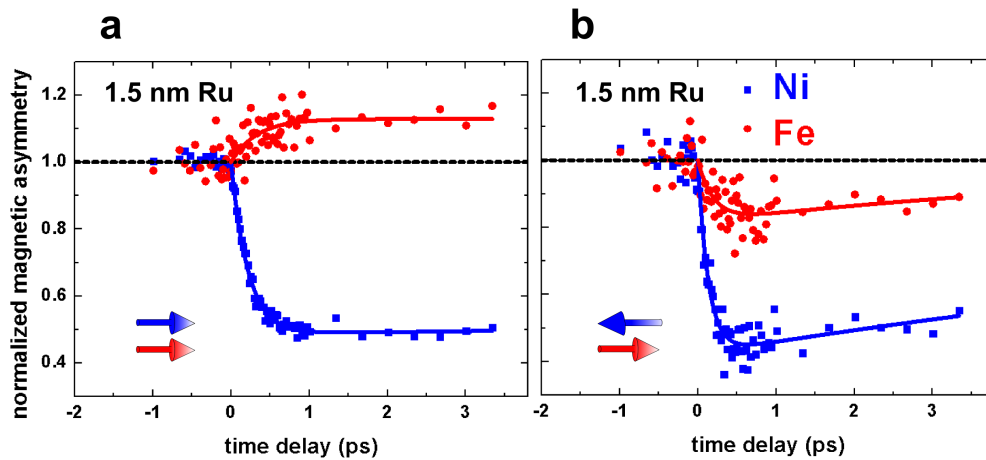 a
b
1.5 nm Ru
1.5 nm Ru
Ni
Fe
normalized magnetic asymmetry
1.2
1.0
0.8
0.6
0.4
-2
-1
0
1
2
3
-2
-1
0
1
2
3
time delay (ps)
time delay (ps)